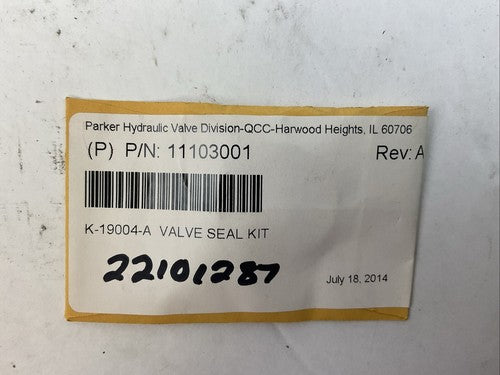 Parker Hydraulic Valve Division-QCC-Harwood Heights, IL 60706
(P) P/N: 11103001 Rev: A
K-19004-A VALVE SEAL KIT
22101287
July 18, 2014